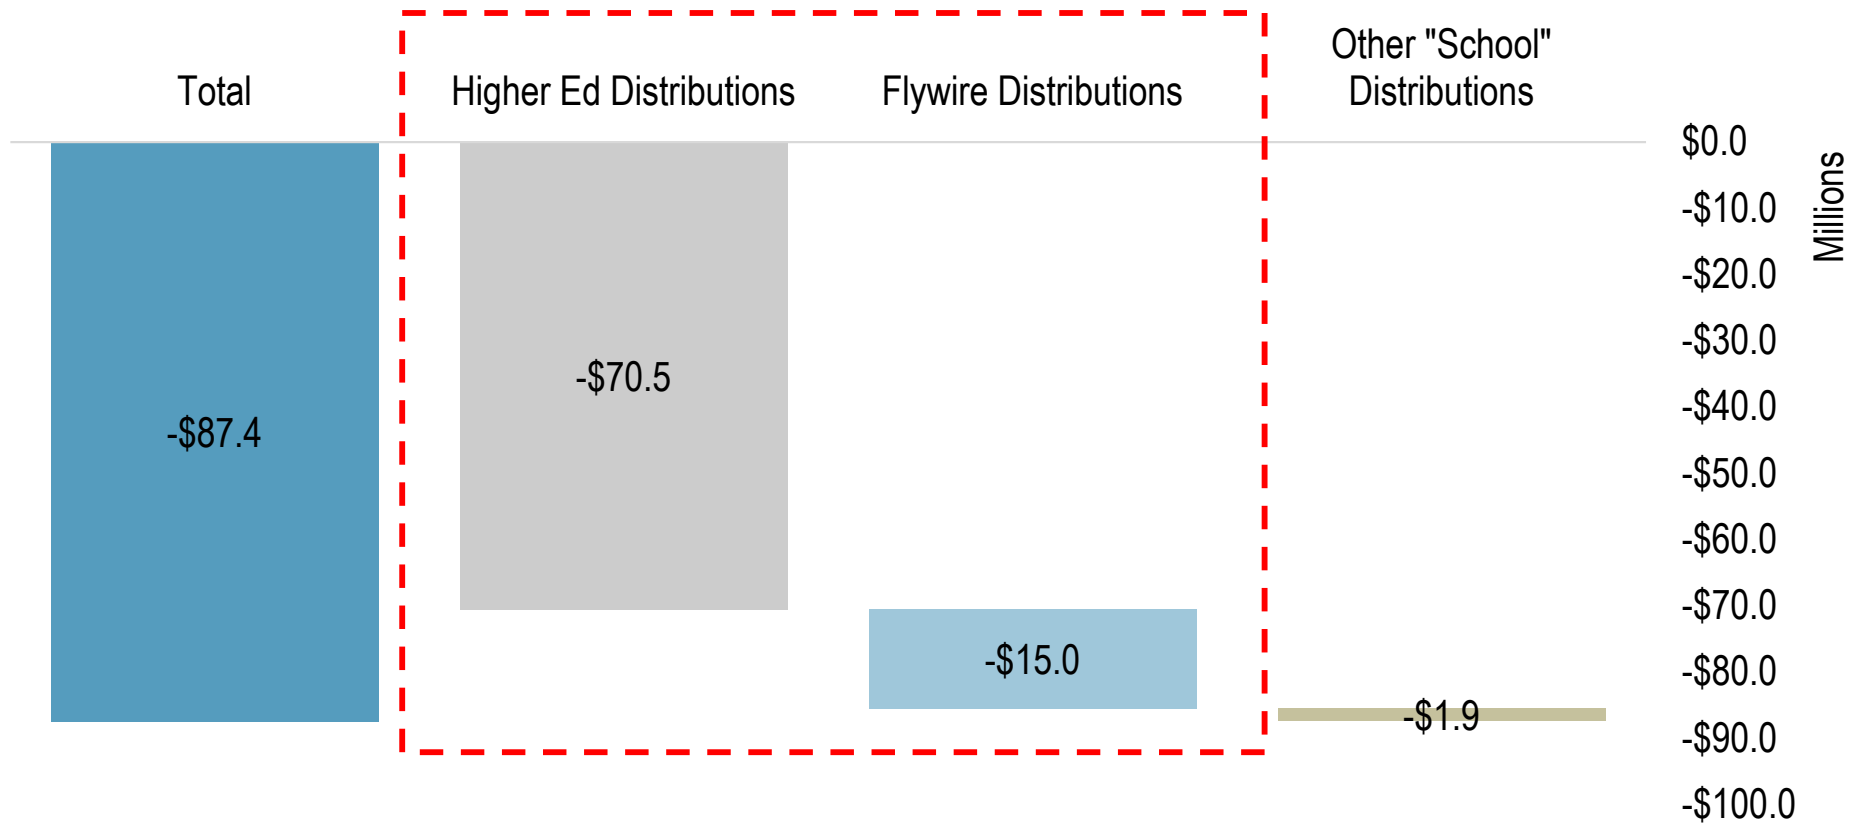 Total
Higher Ed Distributions
Flywire Distributions
Other "School"
Distributions
$0.0
-$10.0
-$20.0
-$30.0
-$40.0
-$50.0
-$60.0
-$70.0
-$80.0
-$90.0
-$100.0
Millions
-$87.4
-$70.5
-$15.0
-$1.9